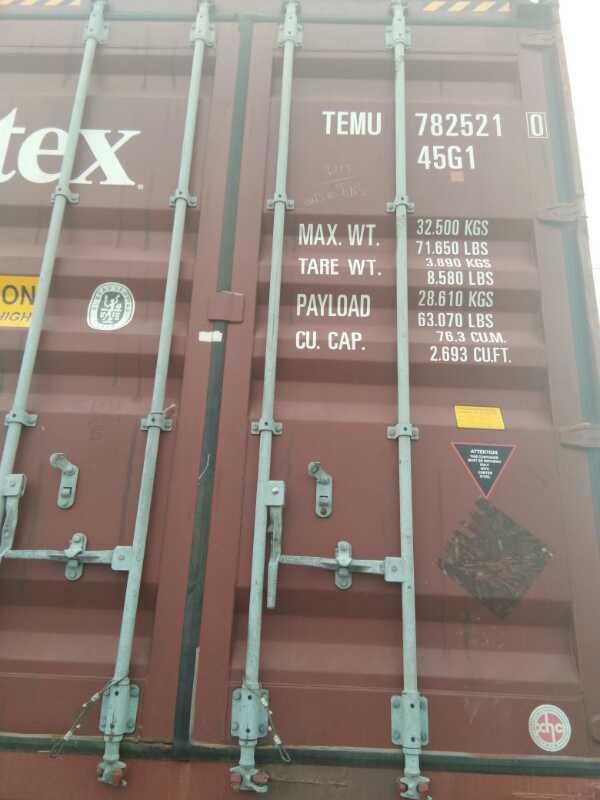 tex
TEMU 782521 0
45G1
MAX. WT. 32.500 KGS
71.650 LBS
TARE WT. 3.890 KGS
8.580 LBS
PAYLOAD 28.610 KGS
63.070 LBS
CU. CAP. 76.3 CU.M.
2.693 CU.FT.
ON
HIGH
ATTENTION